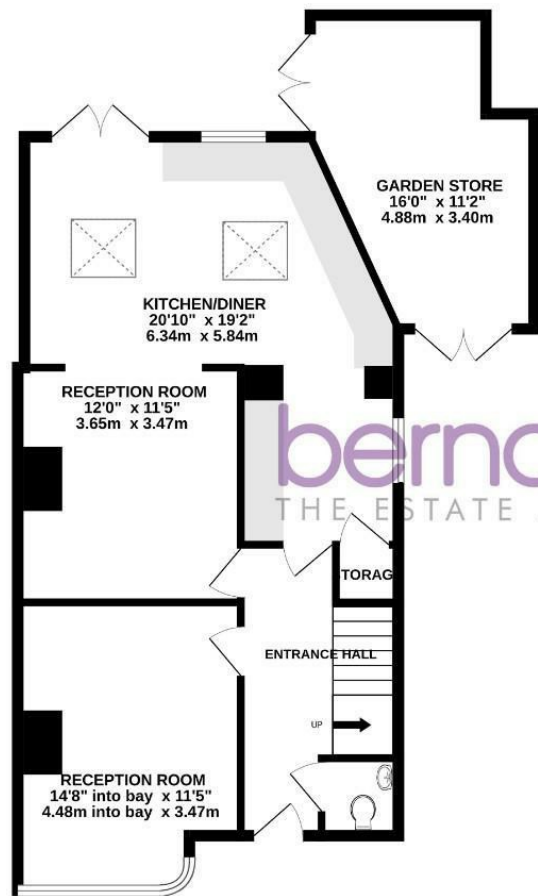 GARDEN STORE
16'0" x 11'2"
4.88m x 3.40m
KITCHEN/DINER
20'10" x 19'2"
6.34m x 5.84m
RECEPTION ROOM
12'0" x 11'5"
3.65m x 3.47m
THE ESTATE
STORAG
ENTRANCE HALL
UP
RECEPTION ROOM
14'8" into bay x 11'5"
4.48m into bay x 3.47m